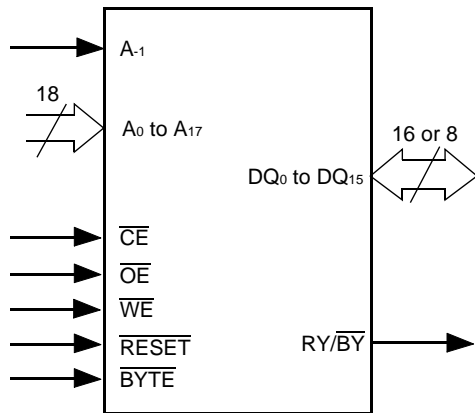 A-1
18
A0 to A17
16 or 8
DQ0 to DQ15
CE
OE
WE
RESET
RY/BY
BYTE